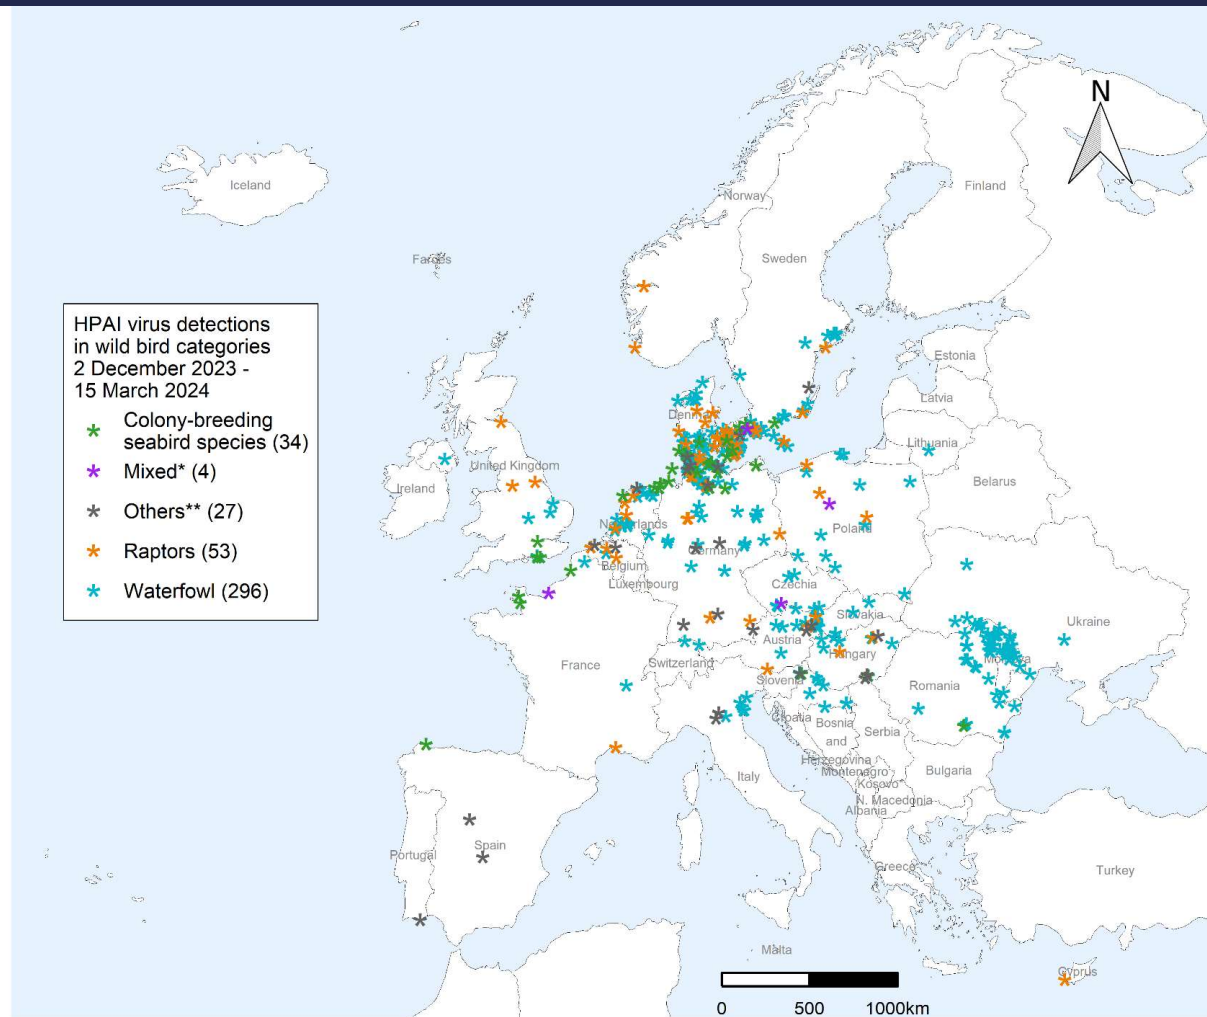 N
Iceland
Norway
Finland
Sweden
Faroes
HPAI virus detections
in wild bird categories
2 December 2023 -
15 March 2024
Colony-breeding
seabird species (34)
Mixed* (4)
Others** (27)
Raptors (53)
Waterfowl (296)
Estonia
Latvia
Denmark
Lithuania
United Kingdom
Ireland
Belarus
Netherlands
Poland
Germany
Belgium
Luxembourg
Czechia
Slovakia
Ukraine
Austria
Hungary
Moldova
France
Switzerland
Slovenia
Romania
Croatia
Bosnia
and
Herzegovina
Serbia
Montenegro
Kosovo
Bulgaria
Italy
N. Macedonia
Albania
Portugal
Spain
Greece
Turkey
Malta
Cyprus
0 500 1000km